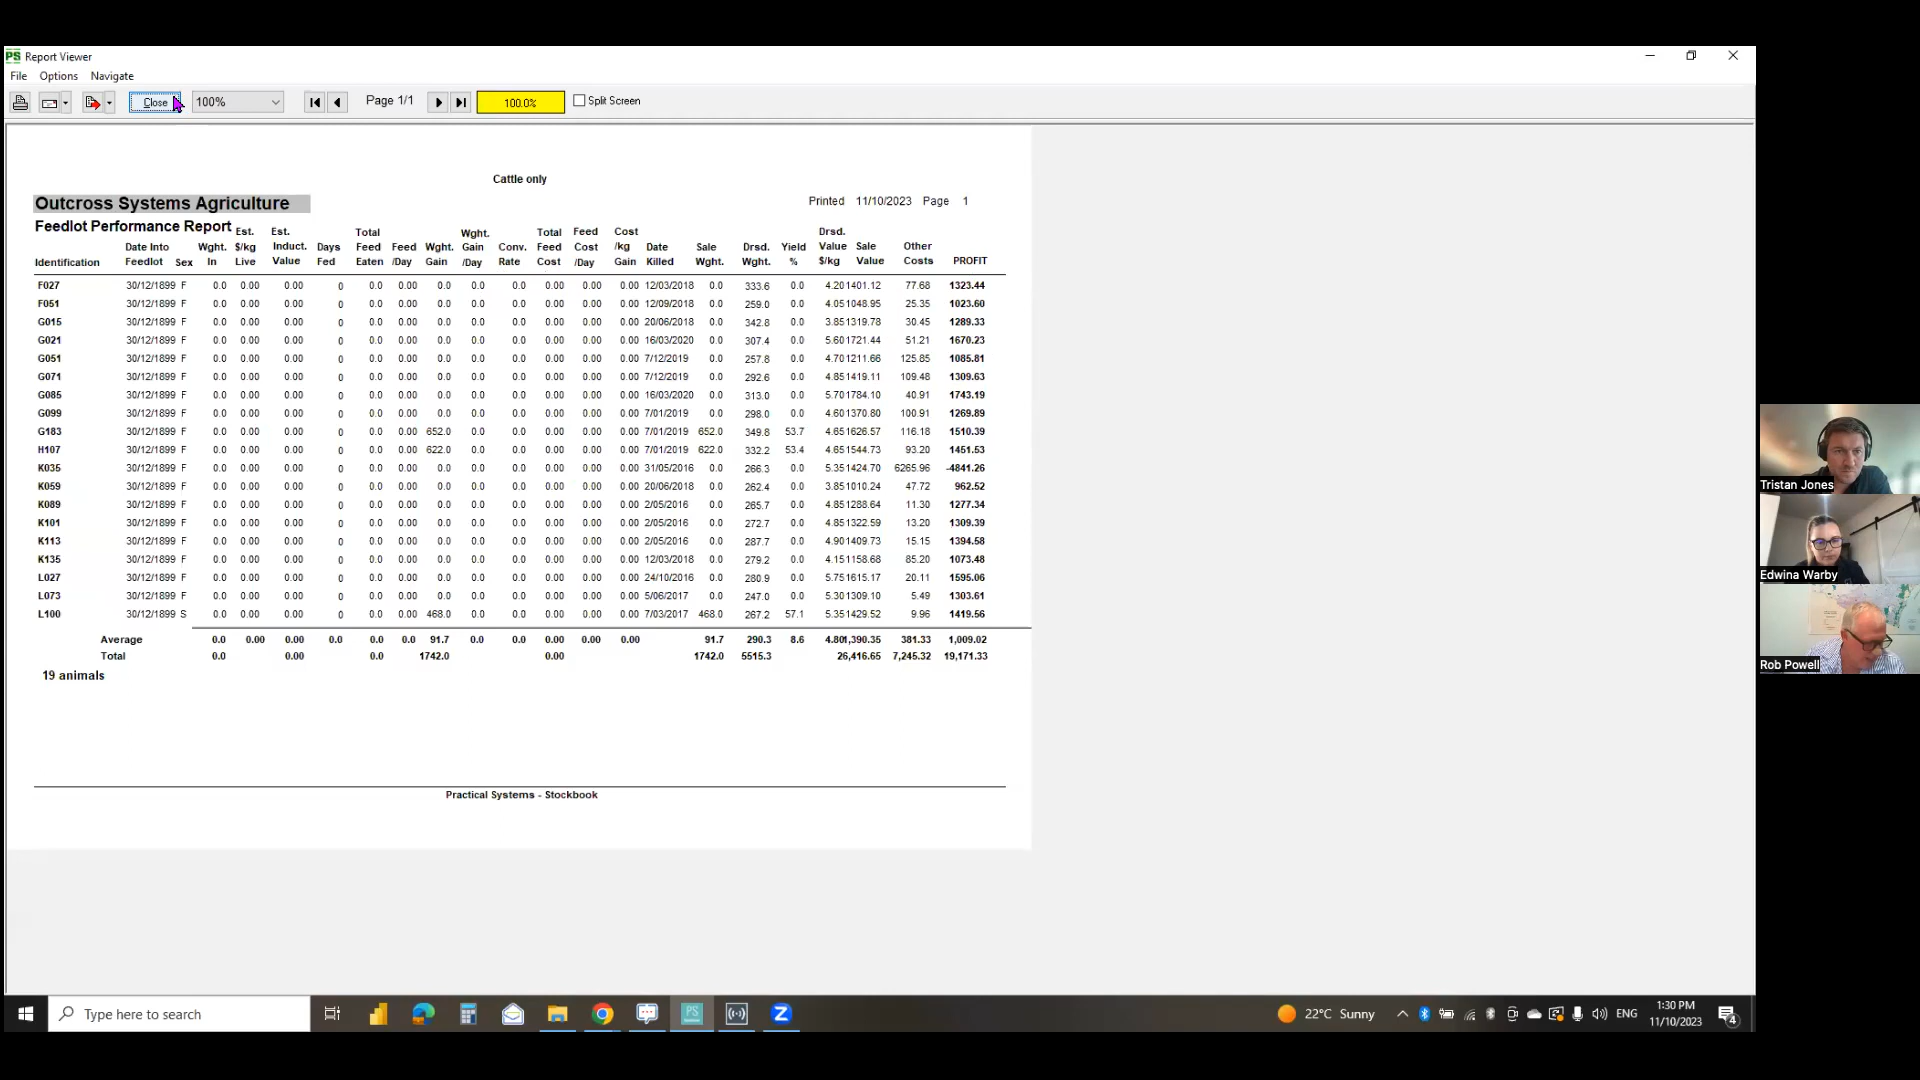 PS Report Viewer
File Options Navigate
Close 100% Page 1/1 100.0% Split Screen
Cattle only
Outcross Systems Agriculture
Printed 11/10/2023 Page 1
Feedlot Performance Report
Identification Date Into Feedlot Sex Wght. In Est. $/kg Live Est. Induct. Value Days Fed Total Feed Eaten Feed /Day Wght. Gain Wght. Gain /Day Conv. Rate Total Feed Cost Feed Cost /Day Cost /kg Gain Date Killed Sale Wght. Drsd. Wght. Yield % Drsd. Value $/kg Sale Value Other Costs PROFIT
F027 30/12/1899 F 0.0 0.00 0.00 0 0.0 0.00 0.0 0.0 0.0 0.00 0.00 0.00 12/03/2018 0.0 333.6 0.0 4.20 1401.12 77.68 1323.44
F051 30/12/1899 F 0.0 0.00 0.00 0 0.0 0.00 0.0 0.0 0.0 0.00 0.00 0.00 12/09/2018 0.0 259.0 0.0 4.05 1048.95 25.35 1023.60
G015 30/12/1899 F 0.0 0.00 0.00 0 0.0 0.00 0.0 0.0 0.0 0.00 0.00 0.00 20/06/2018 0.0 342.8 0.0 3.85 1319.78 30.45 1289.33
G021 30/12/1899 F 0.0 0.00 0.00 0 0.0 0.00 0.0 0.0 0.0 0.00 0.00 0.00 16/03/2020 0.0 307.4 0.0 5.60 1721.44 51.21 1670.23
G051 30/12/1899 F 0.0 0.00 0.00 0 0.0 0.00 0.0 0.0 0.0 0.00 0.00 0.00 7/12/2019 0.0 257.8 0.0 4.70 1211.66 125.85 1085.81
G071 30/12/1899 F 0.0 0.00 0.00 0 0.0 0.00 0.0 0.0 0.0 0.00 0.00 0.00 7/12/2019 0.0 292.6 0.0 4.85 1419.11 109.48 1309.63
G085 30/12/1899 F 0.0 0.00 0.00 0 0.0 0.00 0.0 0.0 0.0 0.00 0.00 0.00 16/03/2020 0.0 313.0 0.0 5.70 1784.10 40.91 1743.19
G099 30/12/1899 F 0.0 0.00 0.00 0 0.0 0.00 0.0 0.0 0.0 0.00 0.00 0.00 7/01/2019 0.0 298.0 0.0 4.60 1370.80 100.91 1269.89
G183 30/12/1899 F 0.0 0.00 0.00 0 0.0 0.00 652.0 0.0 0.0 0.00 0.00 0.00 7/01/2019 652.0 349.8 53.7 4.65 1626.57 116.18 1510.39
H107 30/12/1899 F 0.0 0.00 0.00 0 0.0 0.00 622.0 0.0 0.0 0.00 0.00 0.00 7/01/2019 622.0 332.2 53.4 4.65 1544.73 93.20 1451.53
K035 30/12/1899 F 0.0 0.00 0.00 0 0.0 0.00 0.0 0.0 0.0 0.00 0.00 0.00 31/05/2016 0.0 266.3 0.0 5.35 1424.70 6265.96 -4841.26
K059 30/12/1899 F 0.0 0.00 0.00 0 0.0 0.00 0.0 0.0 0.0 0.00 0.00 0.00 20/06/2018 0.0 262.4 0.0 3.85 1010.24 47.72 962.52
K089 30/12/1899 F 0.0 0.00 0.00 0 0.0 0.00 0.0 0.0 0.0 0.00 0.00 0.00 2/05/2016 0.0 265.7 0.0 4.85 1288.64 11.30 1277.34
K101 30/12/1899 F 0.0 0.00 0.00 0 0.0 0.00 0.0 0.0 0.0 0.00 0.00 0.00 2/05/2016 0.0 272.7 0.0 4.85 1322.59 13.20 1309.39
K113 30/12/1899 F 0.0 0.00 0.00 0 0.0 0.00 0.0 0.0 0.0 0.00 0.00 0.00 2/05/2016 0.0 287.7 0.0 4.90 1409.73 15.15 1394.58
K135 30/12/1899 F 0.0 0.00 0.00 0 0.0 0.00 0.0 0.0 0.0 0.00 0.00 0.00 12/03/2018 0.0 279.2 0.0 4.15 1158.68 85.20 1073.48
L027 30/12/1899 F 0.0 0.00 0.00 0 0.0 0.00 0.0 0.0 0.0 0.00 0.00 0.00 24/10/2016 0.0 280.9 0.0 5.75 1615.17 20.11 1595.06
L073 30/12/1899 F 0.0 0.00 0.00 0 0.0 0.00 0.0 0.0 0.0 0.00 0.00 0.00 5/06/2017 0.0 247.0 0.0 5.30 1309.10 5.49 1303.61
L100 30/12/1899 S 0.0 0.00 0.00 0 0.0 0.00 468.0 0.0 0.0 0.00 0.00 0.00 7/03/2017 468.0 267.2 57.1 5.35 1429.52 9.96 1419.56
Average 0.0 0.00 0.00 0.0 0.0 0.0 91.7 0.0 0.0 0.00 0.00 0.00 91.7 290.3 8.6 4.80 1,390.35 381.33 1,009.02
Total 0.0 0.00 0.0 1742.0 0.00 1742.0 5515.3 26,416.65 7,245.32 19,171.33
19 animals
Practical Systems - Stockbook
Tristan Jones
Edwina Warby
Rob Powell
Type here to search
PS
22°C Sunny
ENG
1:30 PM
11/10/2023
4